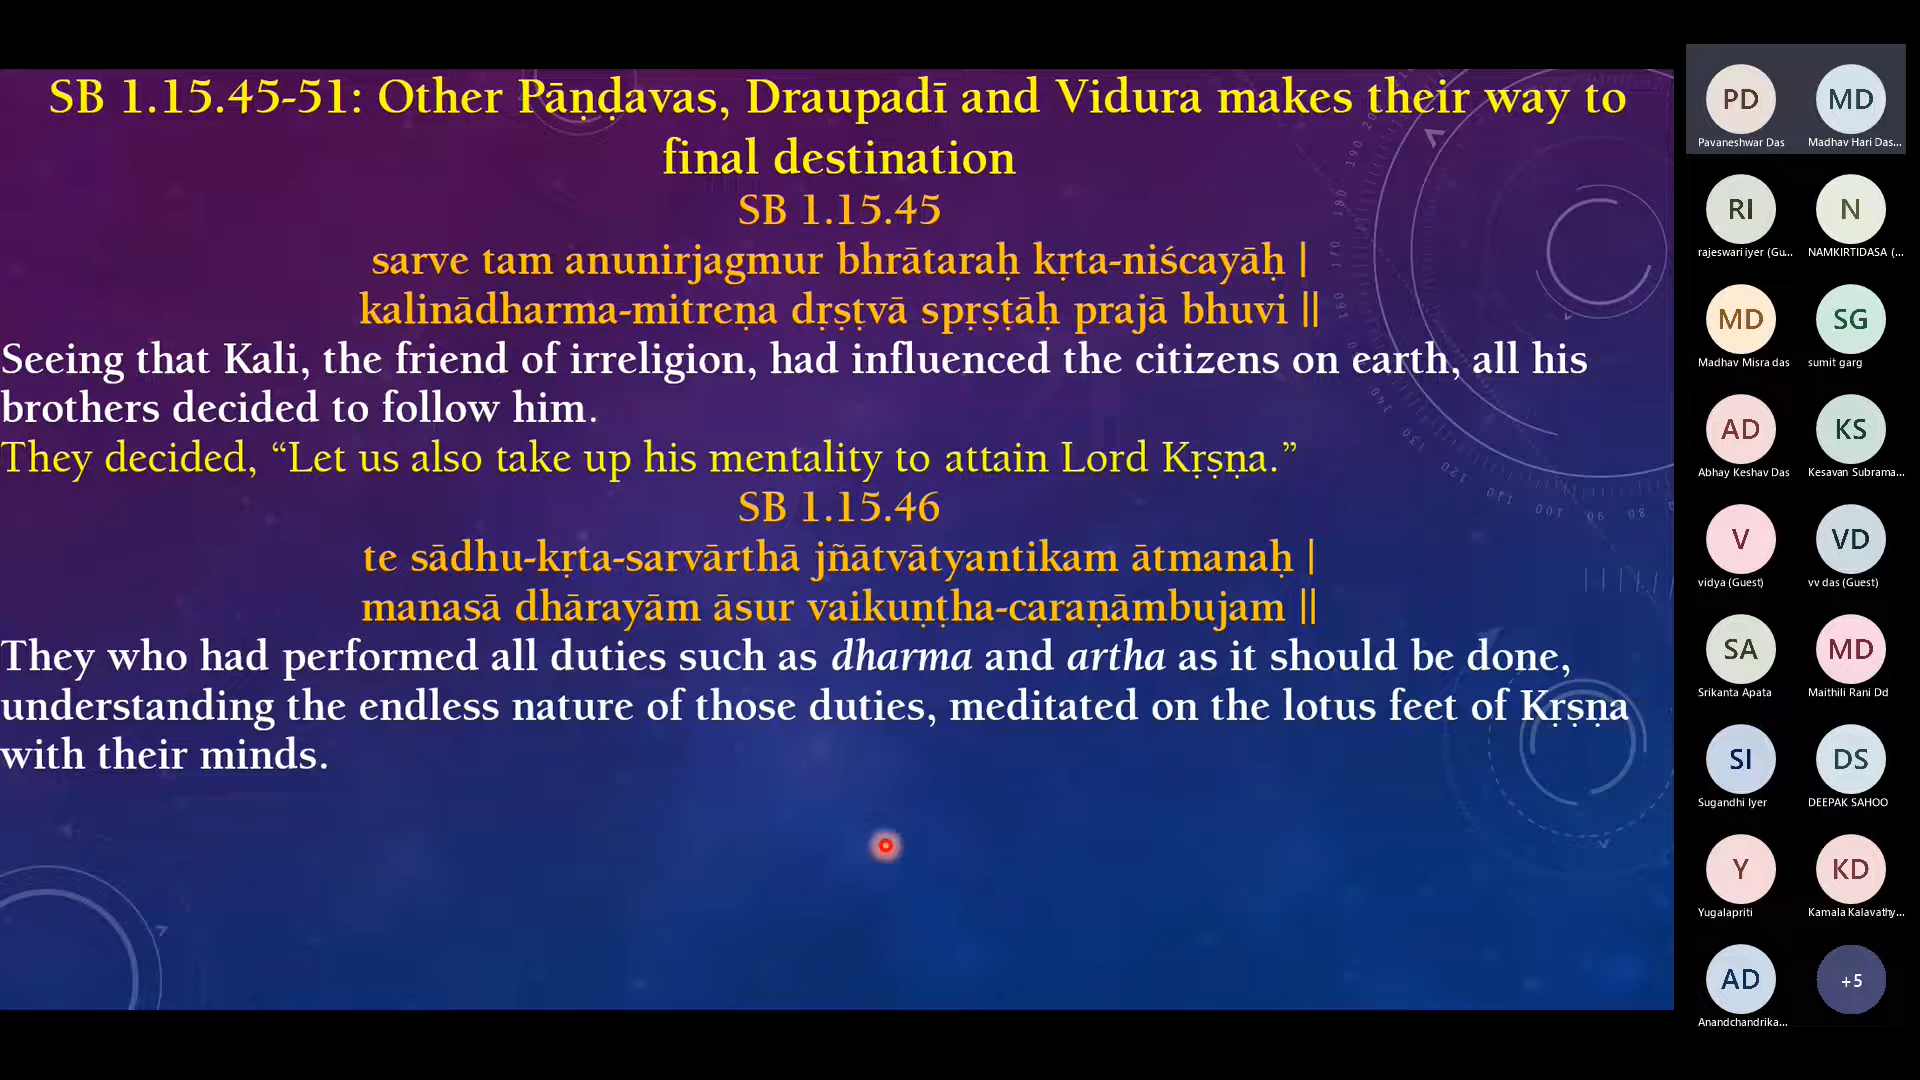 SB 1.15.45-51: Other Pāṇḍavas, Draupadī and Vidura makes their way to
final destination
SB 1.15.45
sarve tam anunirjagmur bhrātaraḥ kṛta-niścayāḥ |
kalinādharma-mitreṇa dṛṣṭvā spṛṣṭāḥ prajā bhuvi ||
Seeing that Kali, the friend of irreligion, had influenced the citizens on earth, all his
brothers decided to follow him.
They decided, “Let us also take up his mentality to attain Lord Kṛṣṇa.”
SB 1.15.46
te sādhu-kṛta-sarvārthā jñātvātyantikam ātmanaḥ |
manasā dhārayām āsur vaikuṇṭha-caraṇāmbujam ||
They who had performed all duties such as dharma and artha as it should be done,
understanding the endless nature of those duties, meditated on the lotus feet of Kṛṣṇa
with their minds.
PD MD
Pavaneshwar Das Madhav Hari Das...
RI N
rajeswari iyer (Gu... NAMKIRTIDASA (...
MD SG
Madhav Misra das sumit garg
AD KS
Abhay Keshav Das Kesavan Subrama...
V VD
vidya (Guest) vv das (Guest)
SA MD
Srikanta Apata Maithili Rani Dd
SI DS
Sugandhi Iyer DEEPAK SAHOO
Y KD
Yugalapriti Kamala Kalavathy...
AD +5
Anandchandrika...